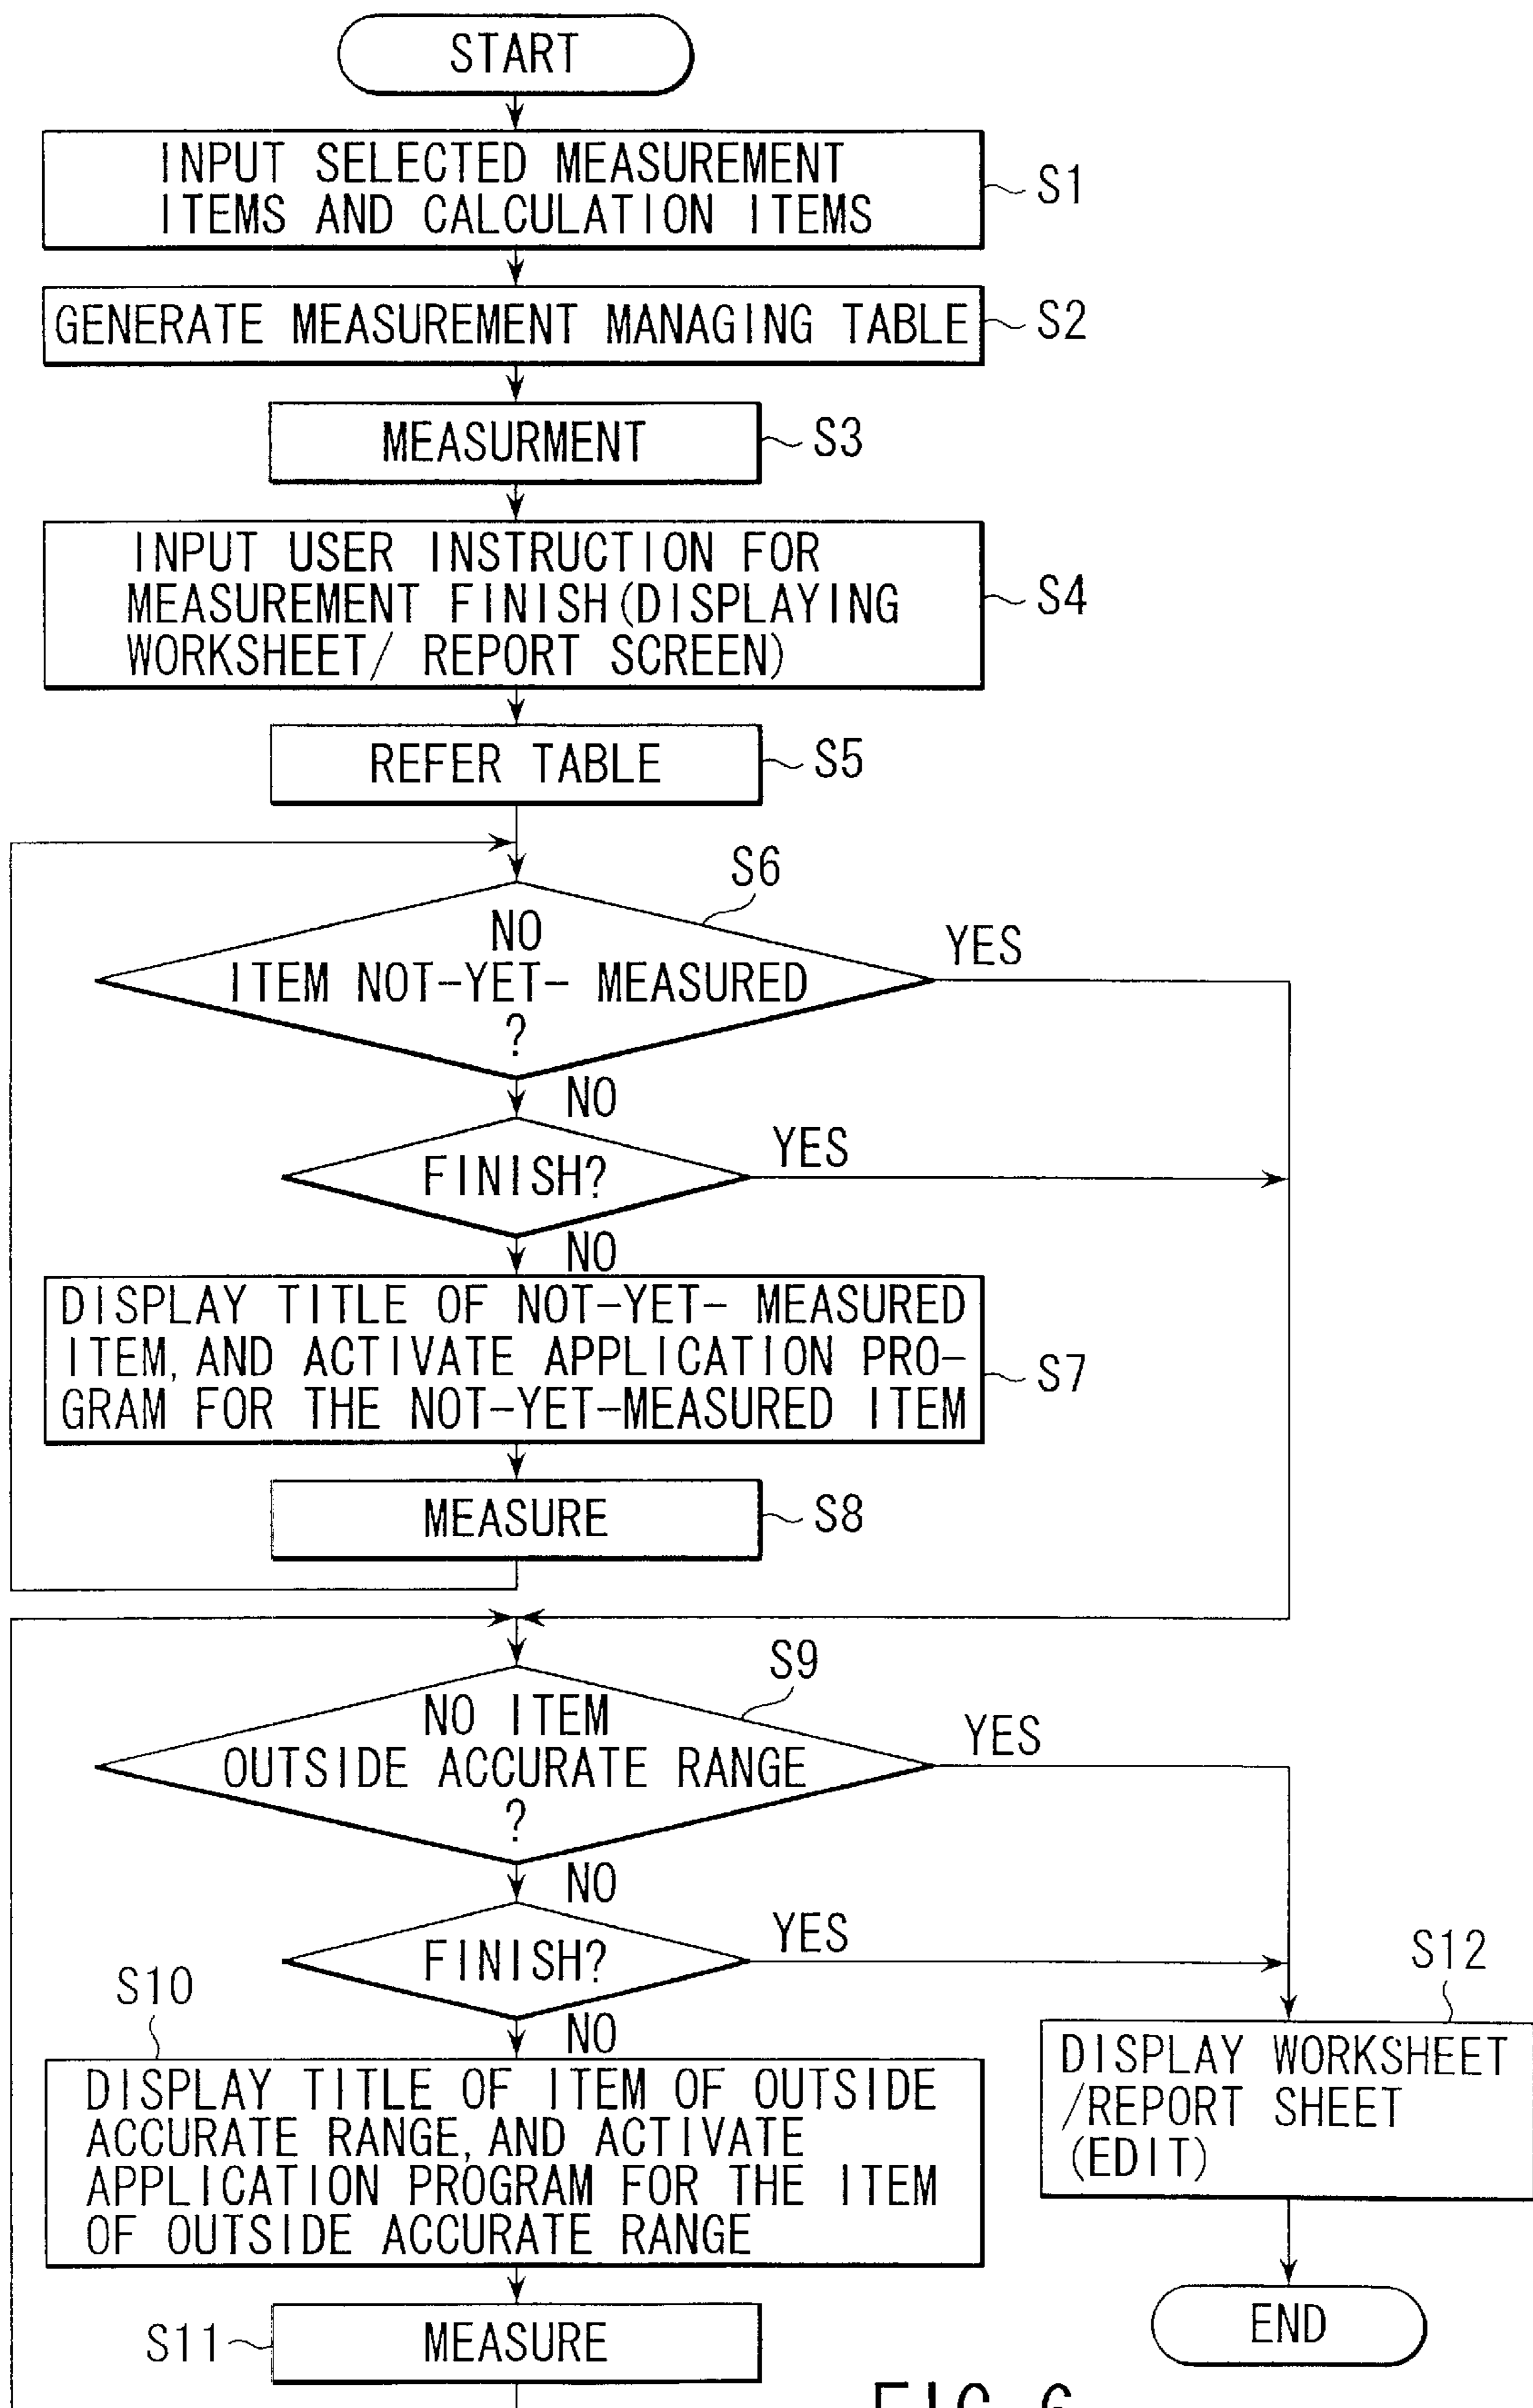 START
INPUT SELECTED MEASUREMENT
ITEMS AND CALCULATION ITEMS
S1
GENERATE MEASUREMENT MANAGING TABLE
S2
MEASURMENT
S3
INPUT USER INSTRUCTION FOR
MEASUREMENT FINISH(DISPLAYING
WORKSHEET/ REPORT SCREEN)
S4
REFER TABLE
S5
S6
NO
ITEM NOT-YET- MEASURED
?
YES
NO
FINISH?
YES
NO
DISPLAY TITLE OF NOT-YET- MEASURED
ITEM, AND ACTIVATE APPLICATION PRO-
GRAM FOR THE NOT-YET-MEASURED ITEM
S7
MEASURE
S8
S9
NO ITEM
OUTSIDE ACCURATE RANGE
?
YES
NO
FINISH?
YES
NO
S10
DISPLAY TITLE OF ITEM OF OUTSIDE
ACCURATE RANGE, AND ACTIVATE
APPLICATION PROGRAM FOR THE ITEM
OF OUTSIDE ACCURATE RANGE
S11
MEASURE
S12
DISPLAY WORKSHEET
/REPORT SHEET
(EDIT)
END
FIG. 6